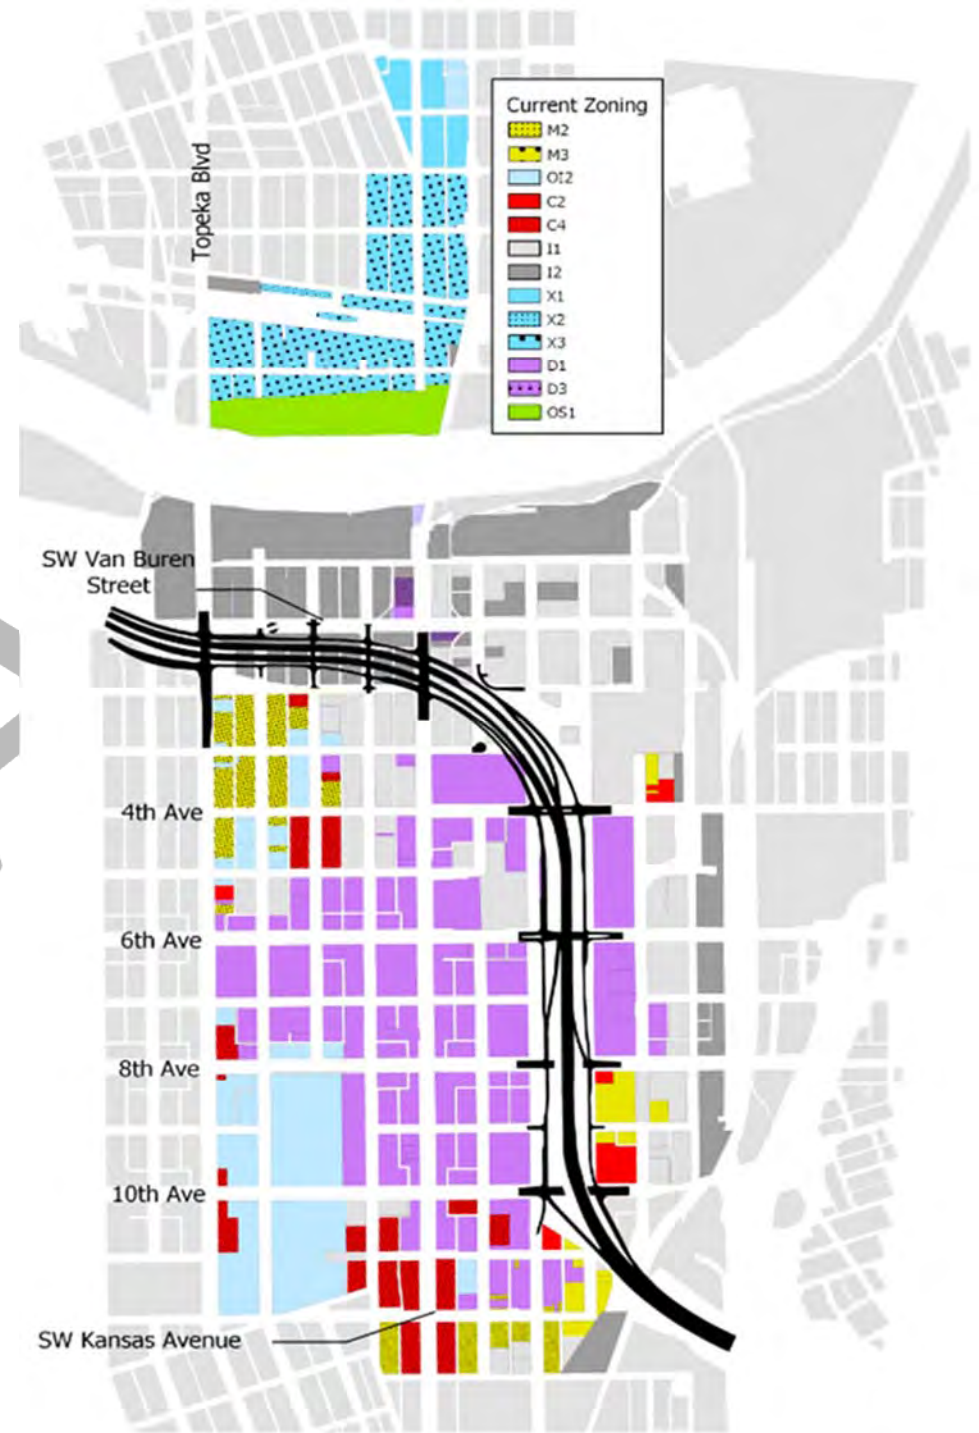 Current Zoning
M2
M3
OI2
C2
C4
I1
I2
X1
X2
X3
D1
D3
OS1
Topeka Blvd
SW Van Buren
Street
4th Ave
6th Ave
8th Ave
10th Ave
SW Kansas Avenue